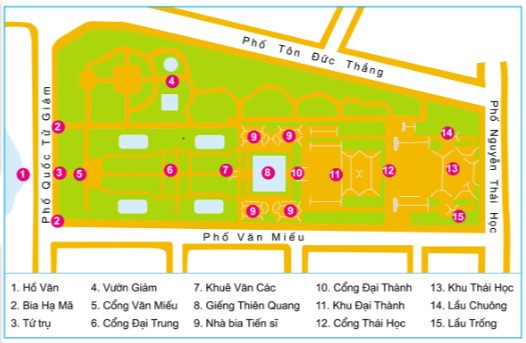 Phố Tôn Đức Thắng
Phố Quốc Tử Giám
Phố Nguyễn Thái Học
Phố Văn Miếu
4
2
9 9
14
1 3 5 6 7 8 10 11 12 13
9 9
15
2
1. Hồ Văn 4. Vườn Giám 7. Khuê Văn Các 10. Cổng Đại Thành 13. Khu Thái Học
2. Bia Hạ Mã 5. Cổng Văn Miếu 8. Giếng Thiên Quang 11. Khu Đại Thành 14. Lầu Chuông
3. Tứ trụ 6. Cổng Đại Trung 9. Nhà bia Tiến sĩ 12. Cổng Thái Học 15. Lầu Trống